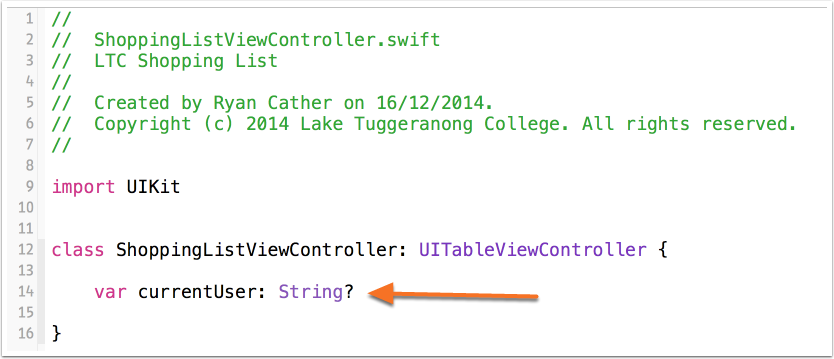 1 //
2 //  ShoppingListViewController.swift
3 //  LTC Shopping List
4 //
5 //  Created by Ryan Cather on 16/12/2014.
6 //  Copyright (c) 2014 Lake Tuggeranong College. All rights reserved.
7 //
8
9 import UIKit
10
11
12 class ShoppingListViewController: UITableViewController {
13
14     var currentUser: String?
15
16 }